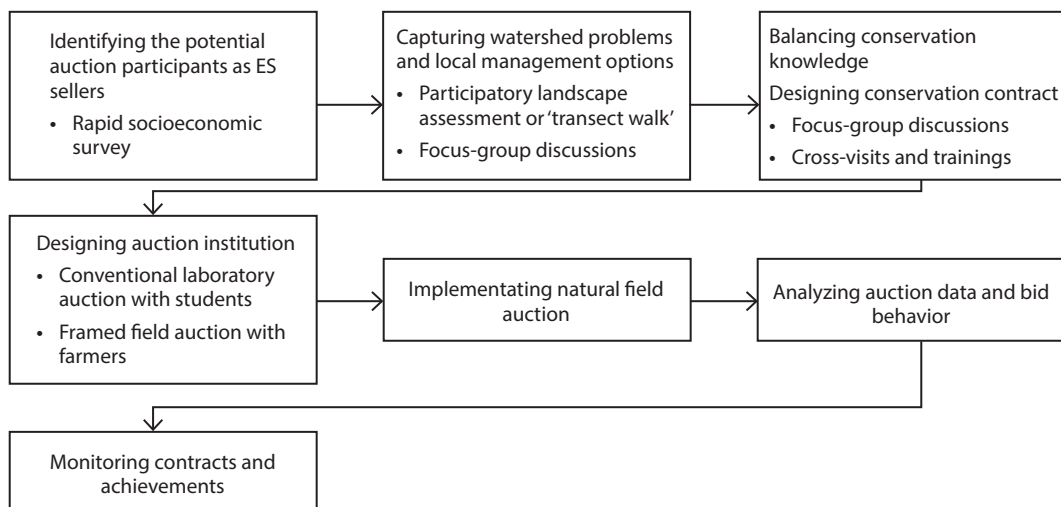 Identifying the potential
auction participants as ES
sellers
• Rapid socioeconomic
survey
Capturing watershed problems
and local management options
• Participatory landscape
assessment or ‘transect walk’
• Focus-group discussions
Balancing conservation
knowledge
Designing conservation contract
• Focus-group discussions
• Cross-visits and trainings
Designing auction institution
• Conventional laboratory
auction with students
• Framed field auction with
farmers
Implementating natural field
auction
Analyzing auction data and bid
behavior
Monitoring contracts and
achievements